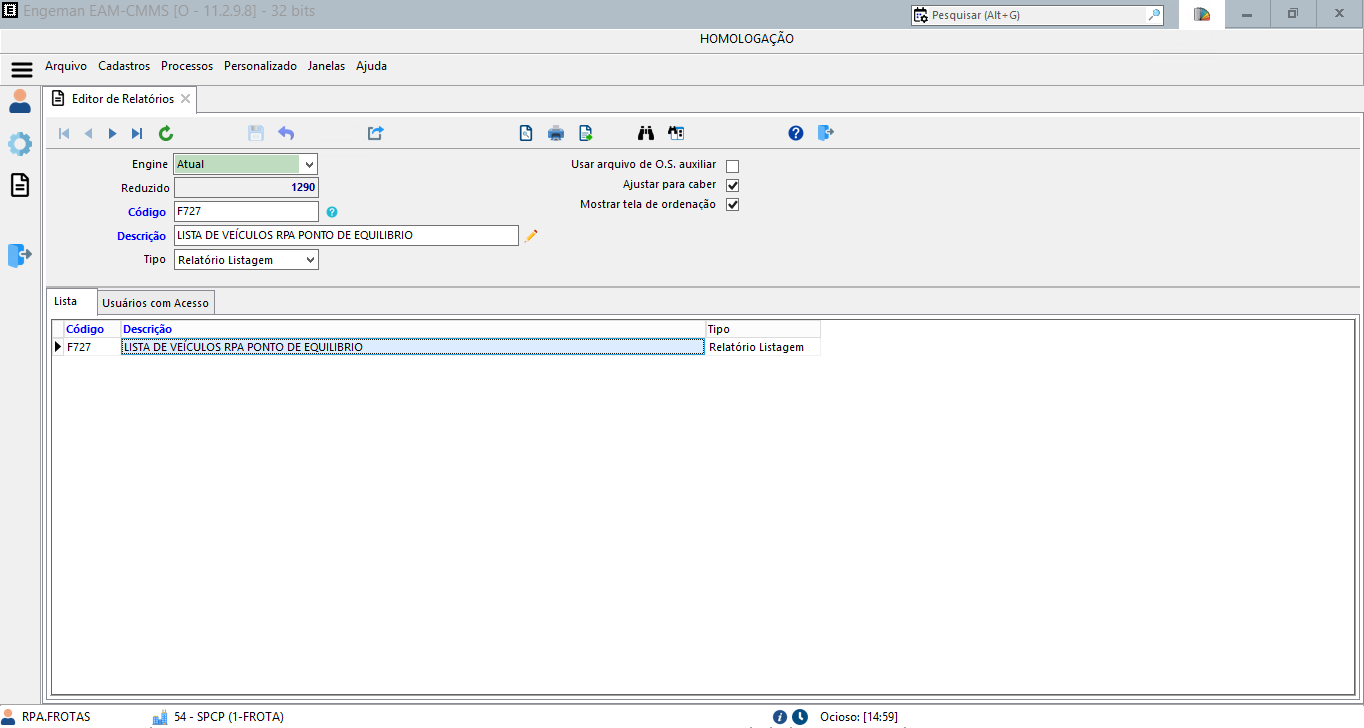 Engeman EAM-CMMS [O - 11.2.9.8] - 32 bits
Pesquisar (Alt+G)
HOMOLOGAÇÃO
Arquivo Cadastros Processos Personalizado Janelas Ajuda
Editor de Relatórios
Engine Atual
Usar arquivo de O.S. auxiliar
Reduzido 1290
Ajustar para caber
Mostrar tela de ordenação
Código F727
Descrição LISTA DE VEÍCULOS RPA PONTO DE EQUILIBRIO
Tipo Relatório Listagem
Lista Usuários com Acesso
Código Descrição Tipo
F727 LISTA DE VEÍCULOS RPA PONTO DE EQUILIBRIO Relatório Listagem
RPA.FROTAS 54 - SPCP (1-FROTA) Ocioso: [14:59]